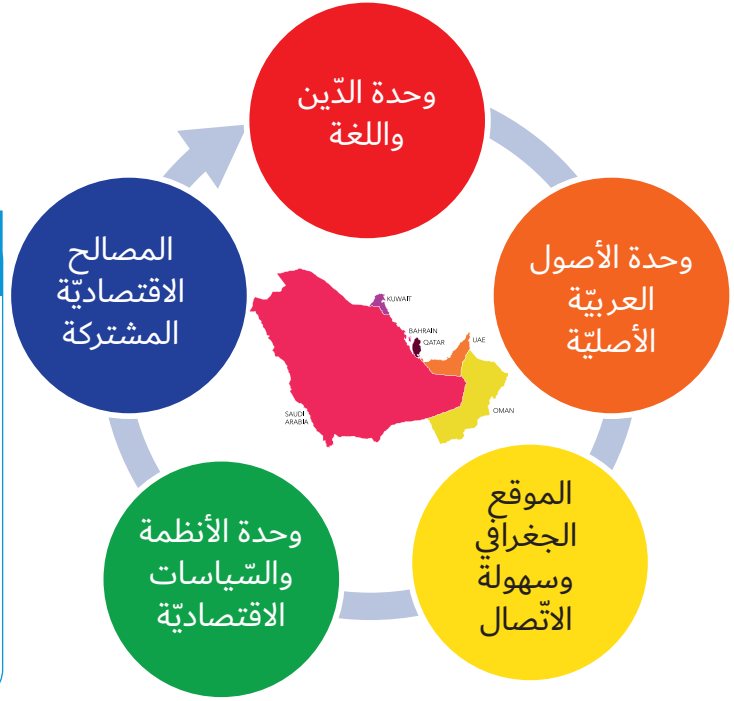 وحدة الدّين
واللغة
وحدة الأصول
العربيّة
الأصليّة
الموقع
الجغرافي
وسهولة
الاتّصال
وحدة الأنظمة
والسّياسات
الاقتصاديّة
المصالح
الاقتصاديّة
المشتركة
KUWAIT
BAHRAIN
QATAR
UAE
OMAN
SAUDI
ARABIA